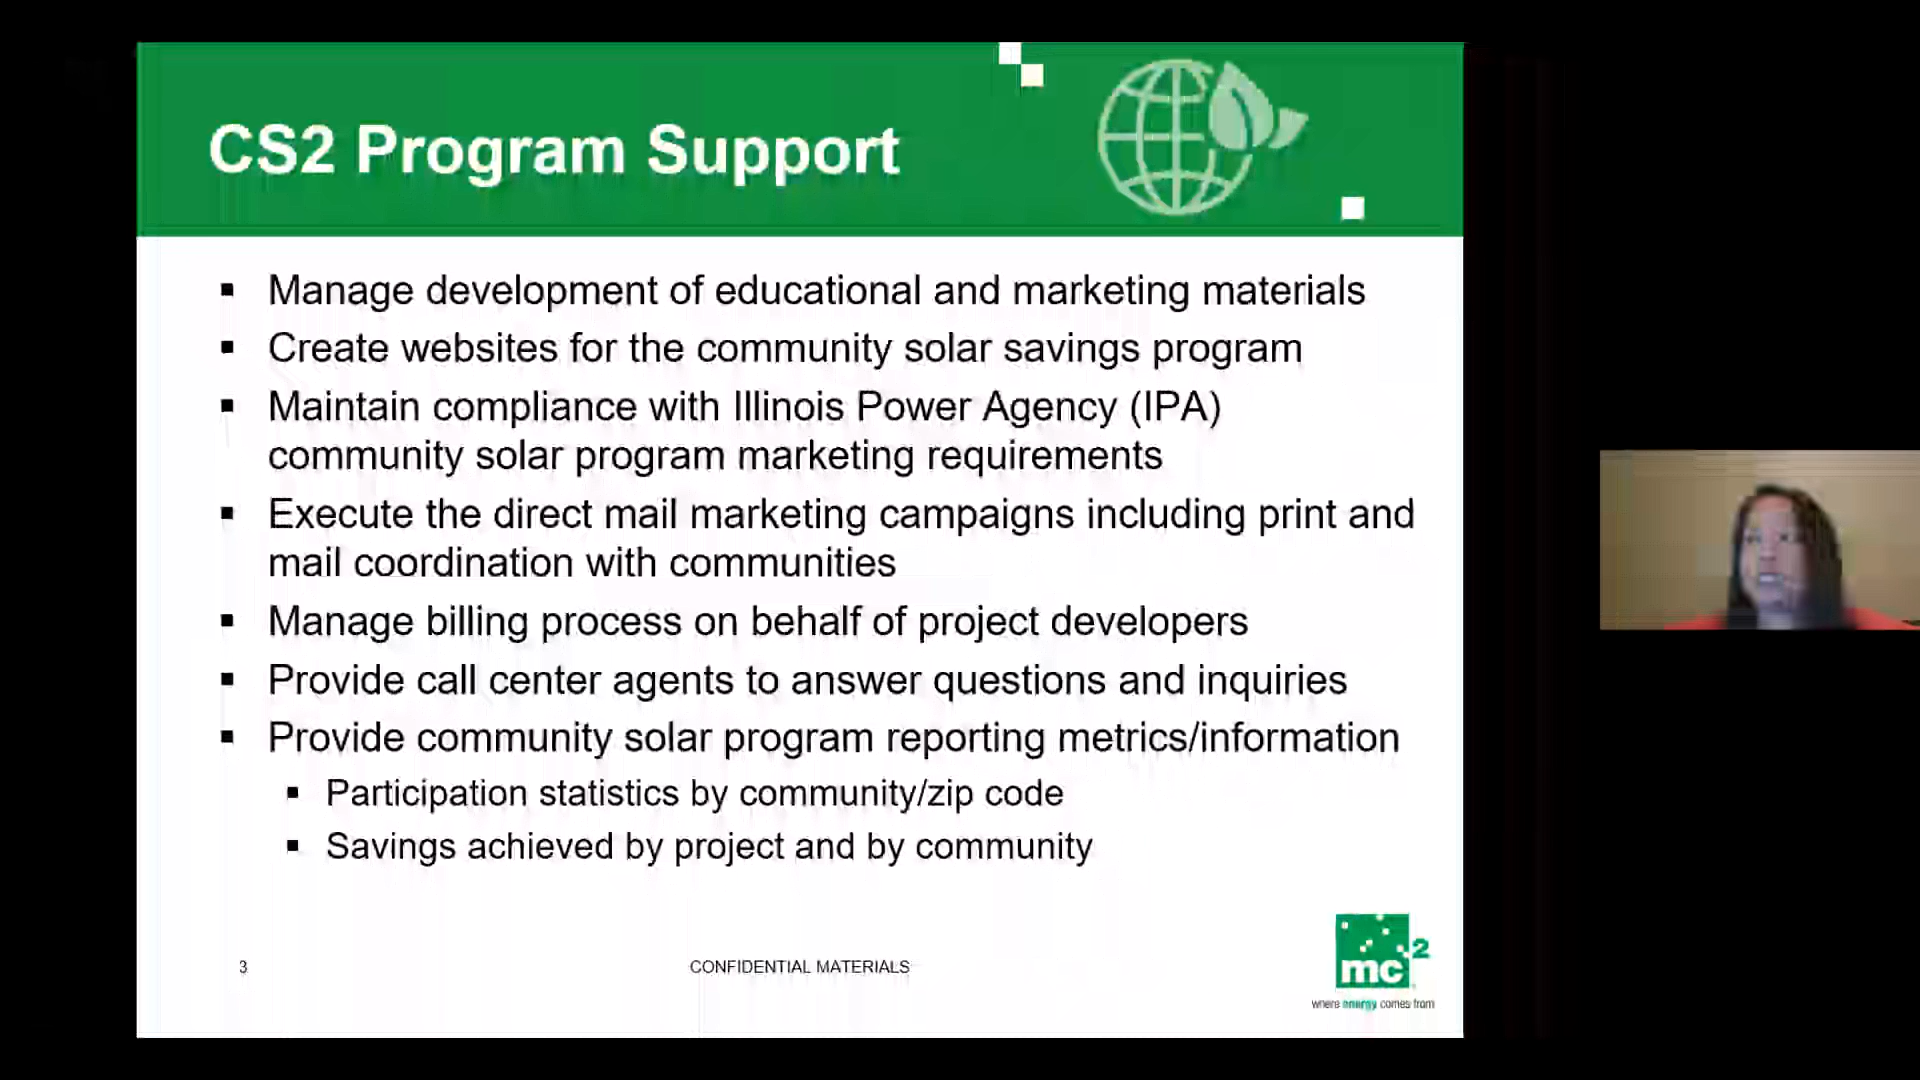 CS2 Program Support
▪ Manage development of educational and marketing materials
▪ Create websites for the community solar savings program
▪ Maintain compliance with Illinois Power Agency (IPA)
community solar program marketing requirements
▪ Execute the direct mail marketing campaigns including print and
mail coordination with communities
▪ Manage billing process on behalf of project developers
▪ Provide call center agents to answer questions and inquiries
▪ Provide community solar program reporting metrics/information
▪ Participation statistics by community/zip code
▪ Savings achieved by project and by community
3
CONFIDENTIAL MATERIALS
mc2
where energy comes from